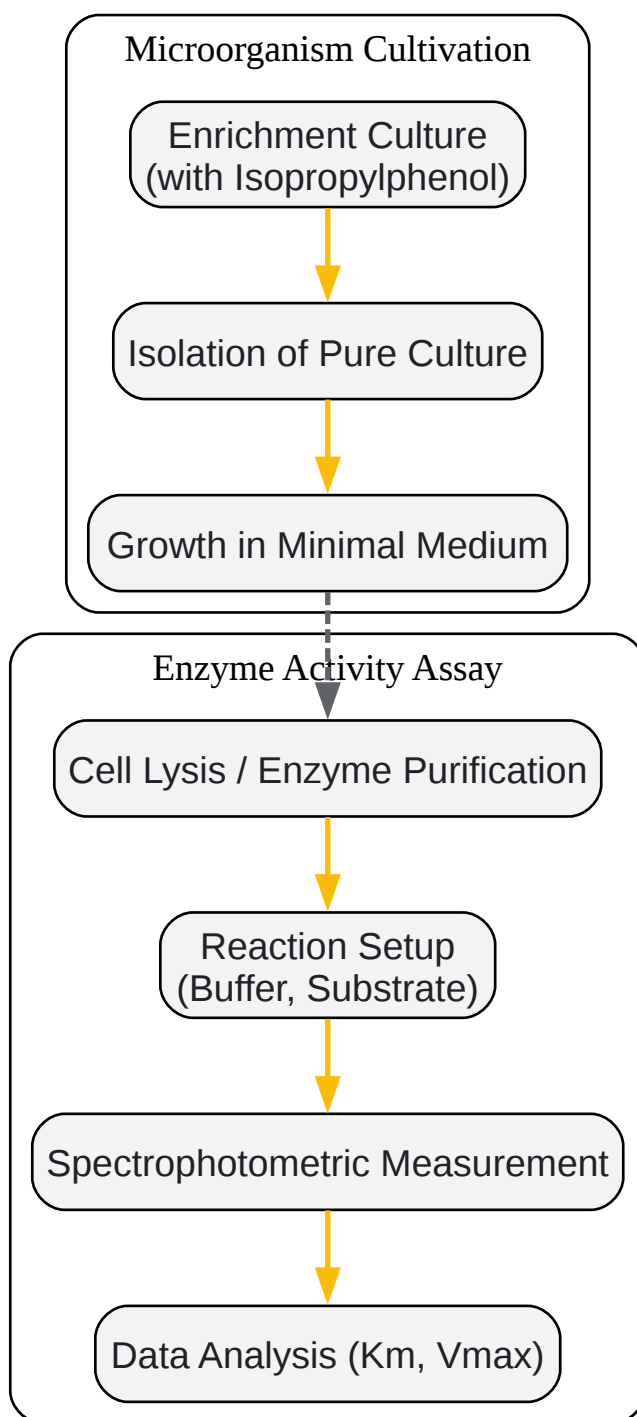 Microorganism Cultivation
Enrichment Culture
(with Isopropylphenol)
Isolation of Pure Culture
Growth in Minimal Medium
Enzyme Activity Assay
Cell Lysis / Enzyme Purification
Reaction Setup
(Buffer, Substrate)
Spectrophotometric Measurement
Data Analysis (Km, Vmax)